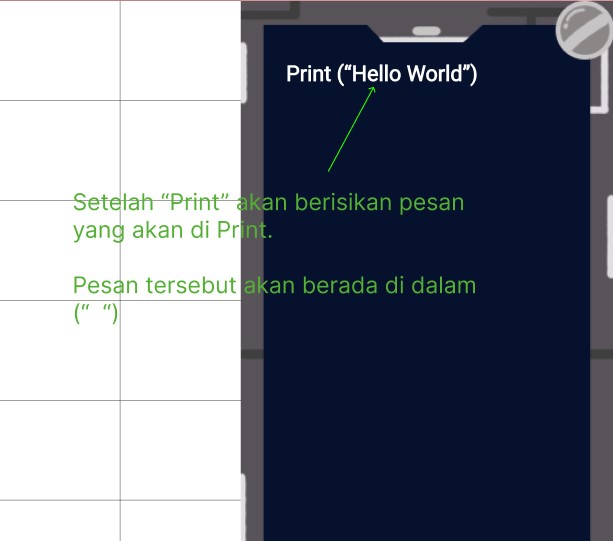 Print (“Hello World”)
Setelah “Print” akan berisikan pesan
yang akan di Print.
Pesan tersebut akan berada di dalam
(“  “)